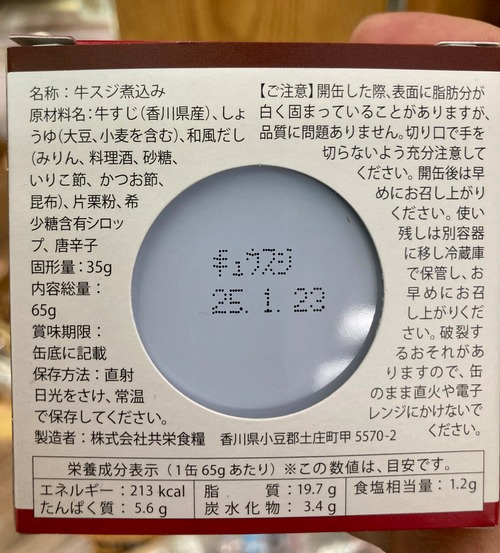 名称：牛スジ煮込み
原材料名：牛すじ（香川県産）、しょ
うゆ（大豆、小麦を含む）、和風だし
（みりん、料理酒、砂糖、
いりこ節、かつお節、
昆布）、片栗粉、希
少糖含有シロッ
プ、唐辛子
固形量：35g
内容総量：
65g
賞味期限：
缶底に記載
保存方法：直射
日光をさけ、常温
で保存してください。
製造者：株式会社共栄食糧　香川県小豆郡土庄町甲 5570-2
【ご注意】開缶した際、表面に脂肪分が
白く固まっていることがありますが、
品質に問題ありません。切り口で手を
切らないよう充分注意して
ください。開缶後は早
めにお召し上がり
ください。使い
残しは別容器
に移し冷蔵庫
で保管し、お
早めにお召
し上がりくだ
さい。破裂す
るおそれがあ
りますので、缶
のまま直火や電子
レンジにかけないで
ください。
ギュウスジ
25. 1. 23
栄養成分表示（1缶65gあたり）※この数値は、目安です。
エネルギー：213 kcal　脂　　質：19.7 g　食塩相当量：1.2g
たんぱく質：5.6 g　炭水化物：3.4 g